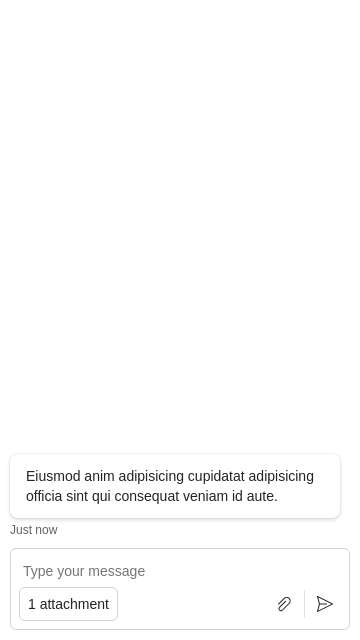 Eiusmod anim adipisicing cupidatat adipisicing
officia sint qui consequat veniam id aute.
Just now
Type your message
1 attachment